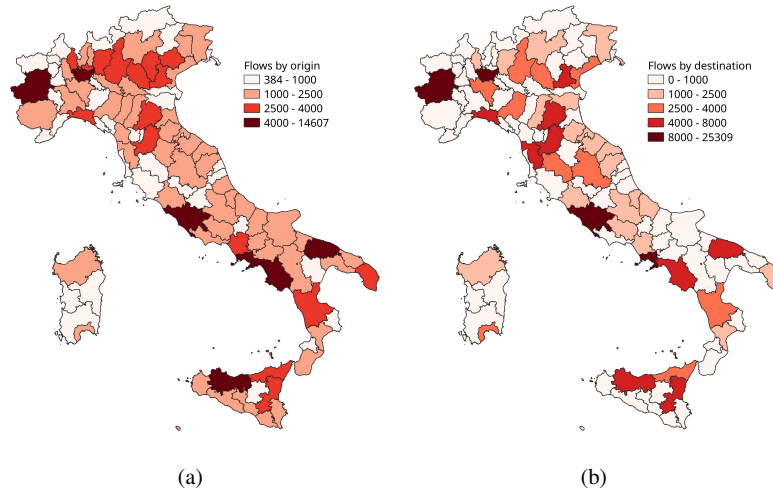 Flows by origin
384 - 1000
1000 - 2500
2500 - 4000
4000 - 14607
Flows by destination
0 - 1000
1000 - 2500
2500 - 4000
4000 - 8000
8000 - 25309
(a)
(b)